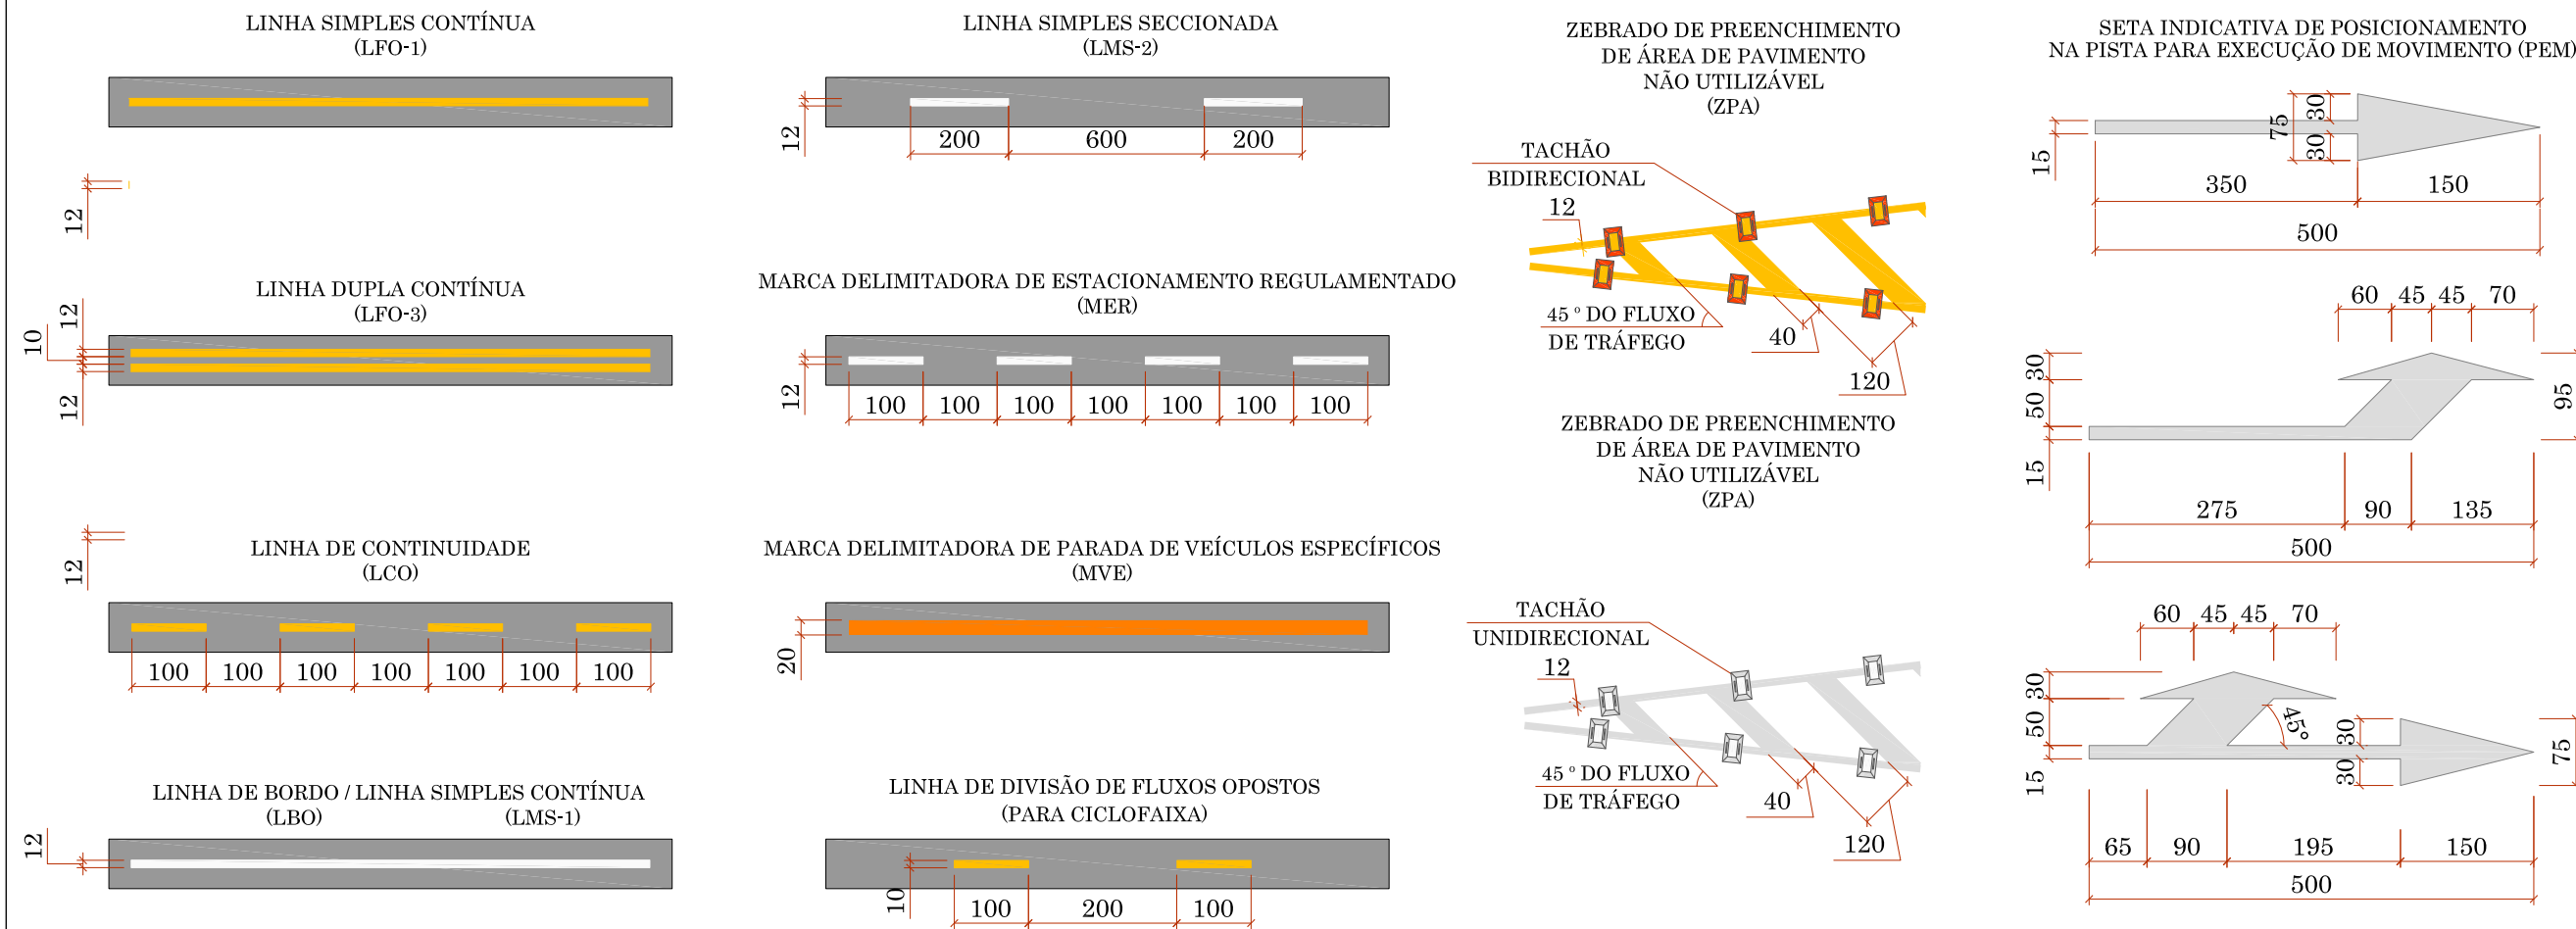 LINHA SIMPLES CONTÍNUA
(LFO-1)
12
LINHA DUPLA CONTÍNUA
(LFO-3)
10
12
12
12
LINHA DE CONTINUIDADE
(LCO)
100 100 100 100 100 100 100
LINHA DE BORDO / LINHA SIMPLES CONTÍNUA
(LBO) (LMS-1)
12
LINHA SIMPLES SECCIONADA
(LMS-2)
12
200 600 200
MARCA DELIMITADORA DE ESTACIONAMENTO REGULAMENTADO
(MER)
12
100 100 100 100 100 100 100
MARCA DELIMITADORA DE PARADA DE VEÍCULOS ESPECÍFICOS
(MVE)
20
LINHA DE DIVISÃO DE FLUXOS OPOSTOS
(PARA CICLOFAIXA)
10
100 200 100
ZEBRADO DE PREENCHIMENTO
DE ÁREA DE PAVIMENTO
NÃO UTILIZÁVEL
(ZPA)
TACHÃO
BIDIRECIONAL
12
45 º DO FLUXO
DE TRÁFEGO
40
120
ZEBRADO DE PREENCHIMENTO
DE ÁREA DE PAVIMENTO
NÃO UTILIZÁVEL
(ZPA)
TACHÃO
UNIDIRECIONAL
12
45 º DO FLUXO
DE TRÁFEGO
40
120
SETA INDICATIVA DE POSICIONAMENTO
NA PISTA PARA EXECUÇÃO DE MOVIMENTO (PEM)
15
75
30
30
350 150
500
60 45 45 70
30
50
15
95
275 90 135
500
60 45 45 70
30
50
15
45°
30
30
75
65 90 195 150
500